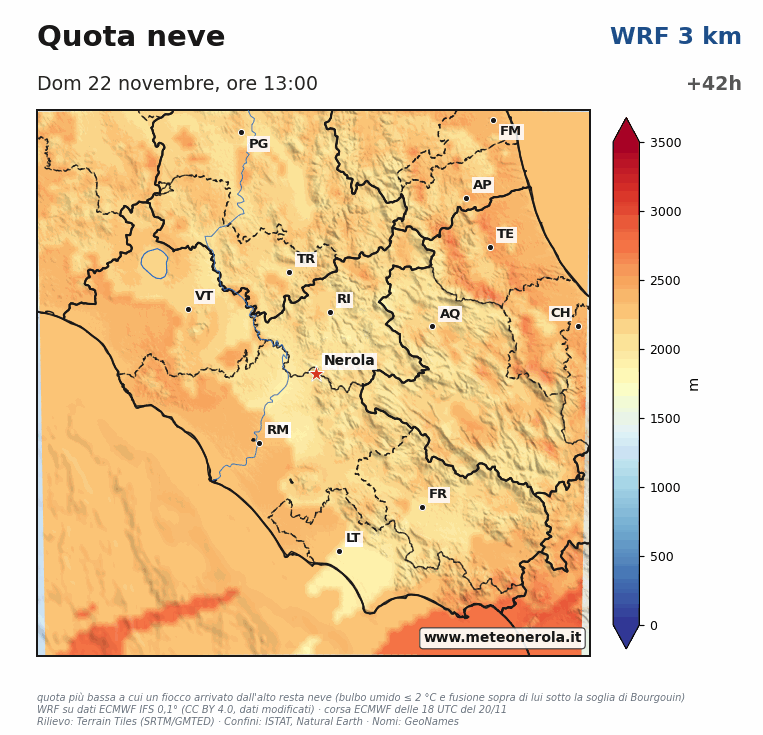 Quota neve
WRF 3 km
Dom 22 novembre, ore 13:00
+42h
FM
PG
AP
TE
TR
VT
RI
AQ
CH
Nerola
RM
FR
LT
www.meteonerola.it
3500
3000
2500
2000
1500
1000
500
0
m
quota più bassa a cui un fiocco arrivato dall'alto resta neve (bulbo umido ≤ 2 °C e fusione sopra di lui sotto la soglia di Bourgouin)
WRF su dati ECMWF IFS 0,1° (CC BY 4.0, dati modificati) · corsa ECMWF delle 18 UTC del 20/11
Rilievo: Terrain Tiles (SRTM/GMTED) · Confini: ISTAT, Natural Earth · Nomi: GeoNames